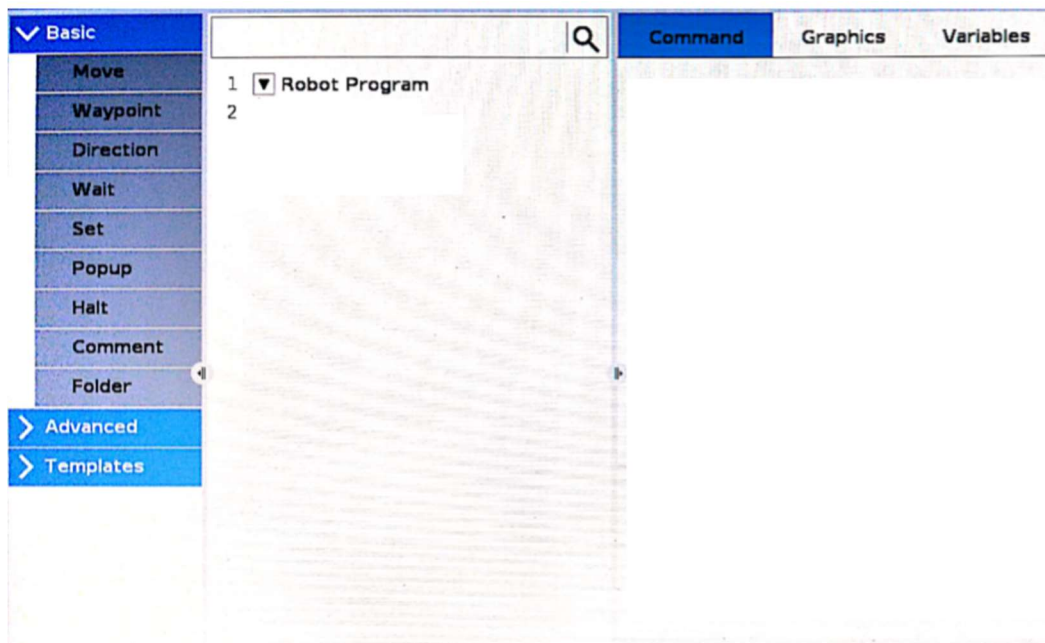 Basic
Move
Waypoint
Direction
Wait
Set
Popup
Halt
Comment
Folder
Advanced
Templates
1 Robot Program
2
Command Graphics Variables